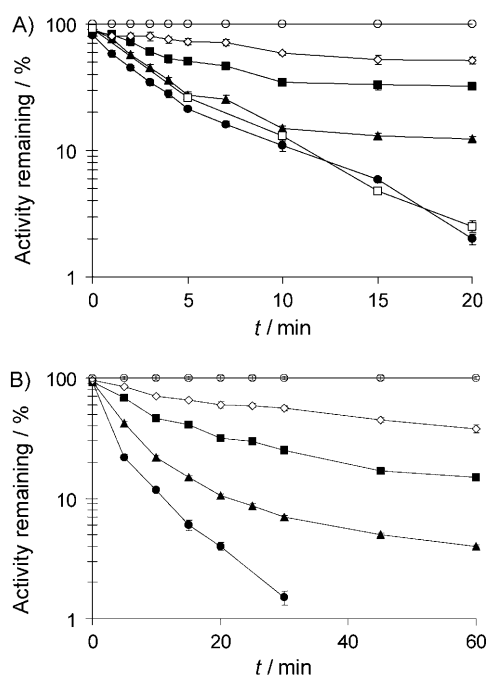 A)
Activity remaining / %
100
10
1
0 5 10 15 20
t / min
B)
Activity remaining / %
100
10
1
0 20 40 60
t / min